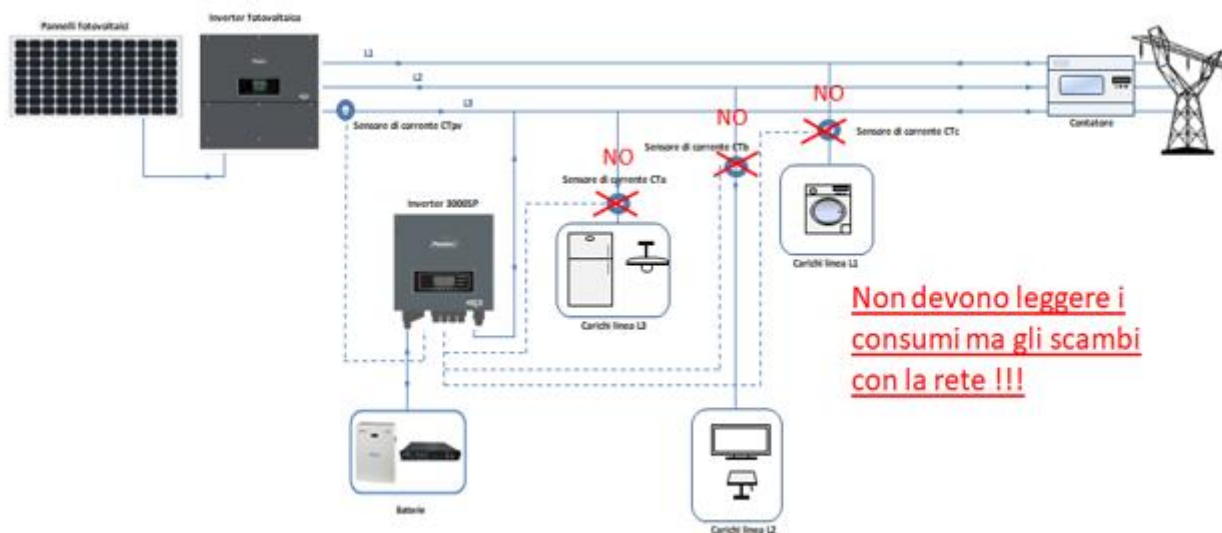 Pannelli fotovoltaici
Inverter fotovoltaico
L1
L2
L3
Sensore di corrente CTpv
NO
Sensore di corrente CTc
Contatore
NO
Sensore di corrente CTb
NO
Sensore di corrente CTa
Inverter 3000SP
Carichi linea L1
Carichi linea L3
Non devono leggere i
consumi ma gli scambi
con la rete !!!
Batterie
Carichi linea L2